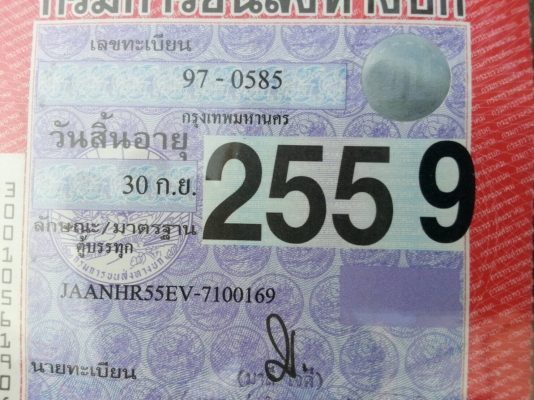 กรมการขนส่งทางบก
เลขทะเบียน
97 - 0585
กรุงเทพมหานคร
วันสิ้นอายุ
30 ก.ย. 2559
ลักษณะ/มาตรฐาน
ตู้บรรทุก
JAANHR55EV-7100169
นายทะเบียน